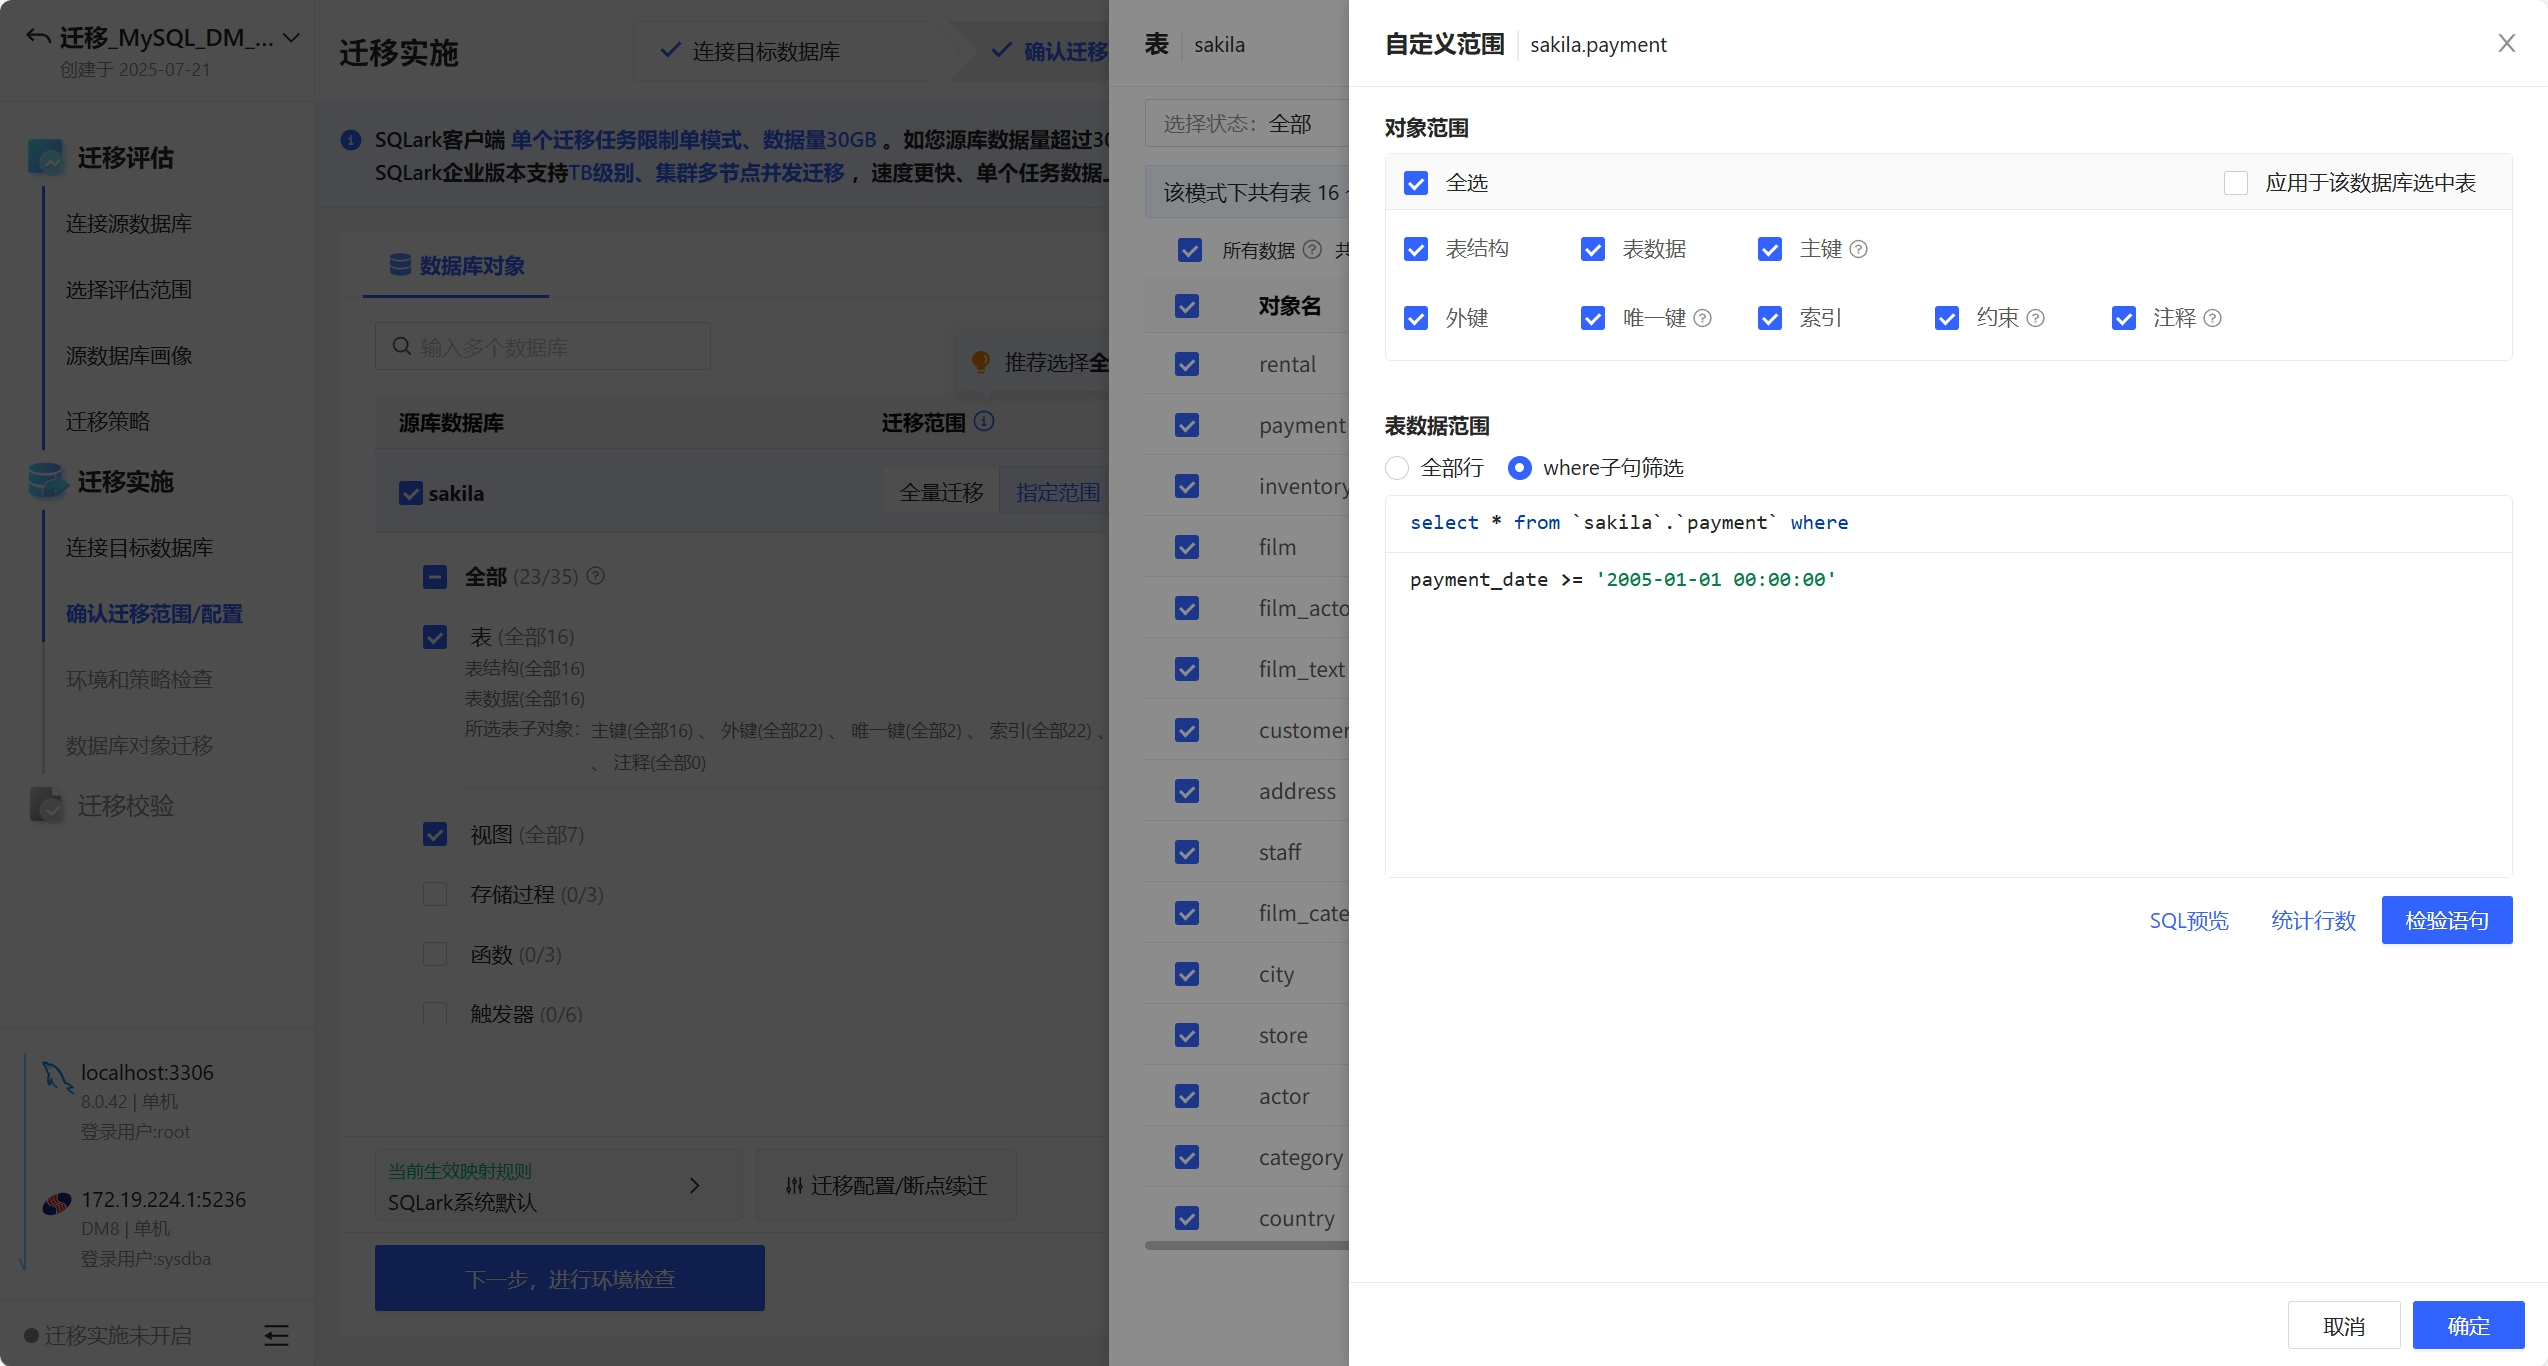 迁移_MySQL_DM_...
创建于 2025-07-21
迁移评估
连接源数据库
选择评估范围
源数据库画像
迁移策略
迁移实施
连接目标数据库
确认迁移范围/配置
环境和策略检查
数据库对象迁移
迁移校验
localhost:3306
8.0.42 | 单机
登录用户:root
172.19.224.1:5236
DM8 | 单机
登录用户:sysdba
迁移实施未开启
迁移实施
连接目标数据库
确认迁移
SQLark客户端 单个迁移任务限制单模式、数据量30GB 。如您源库数据量超过30
SQLark企业版本支持TB级别、集群多节点并发迁移 ，速度更快、单个任务数据
数据库对象
输入多个数据库
推荐选择全
源库数据库 迁移范围
sakila 全量迁移 指定范围
全部 (23/35)
表 (全部16)
表结构(全部16)
表数据(全部16)
所选表子对象： 主键(全部16) 、 外键(全部22) 、 唯一键(全部2) 、 索引(全部22) 、
、 注释(全部0)
视图 (全部7)
存储过程 (0/3)
函数 (0/3)
触发器 (0/6)
当前生效映射规则
SQLark系统默认
迁移配置/断点续迁
下一步，进行环境检查
表 sakila
选择状态： 全部
该模式下共有表 16
所有数据 共
对象名
rental
payment
inventory
film
film_acto
film_text
customer
address
staff
film_cate
city
store
actor
category
country
自定义范围 sakila.payment
对象范围
全选 应用于该数据库选中表
表结构 表数据 主键
外键 唯一键 索引 约束 注释
表数据范围
全部行 where子句筛选
select * from `sakila`.`payment` where
payment_date >= '2005-01-01 00:00:00'
SQL预览 统计行数 检验语句
取消 确定